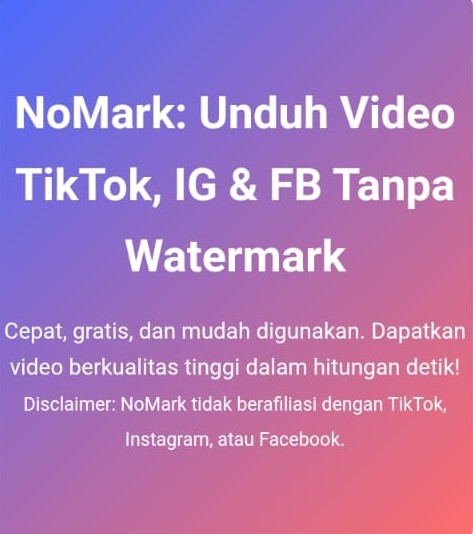 NoMark: Unduh Video
TikTok, IG & FB Tanpa
Watermark
Cepat, gratis, dan mudah digunakan. Dapatkan
video berkualitas tinggi dalam hitungan detik!
Disclaimer: NoMark tidak berafiliasi dengan TikTok,
Instagram, atau Facebook.